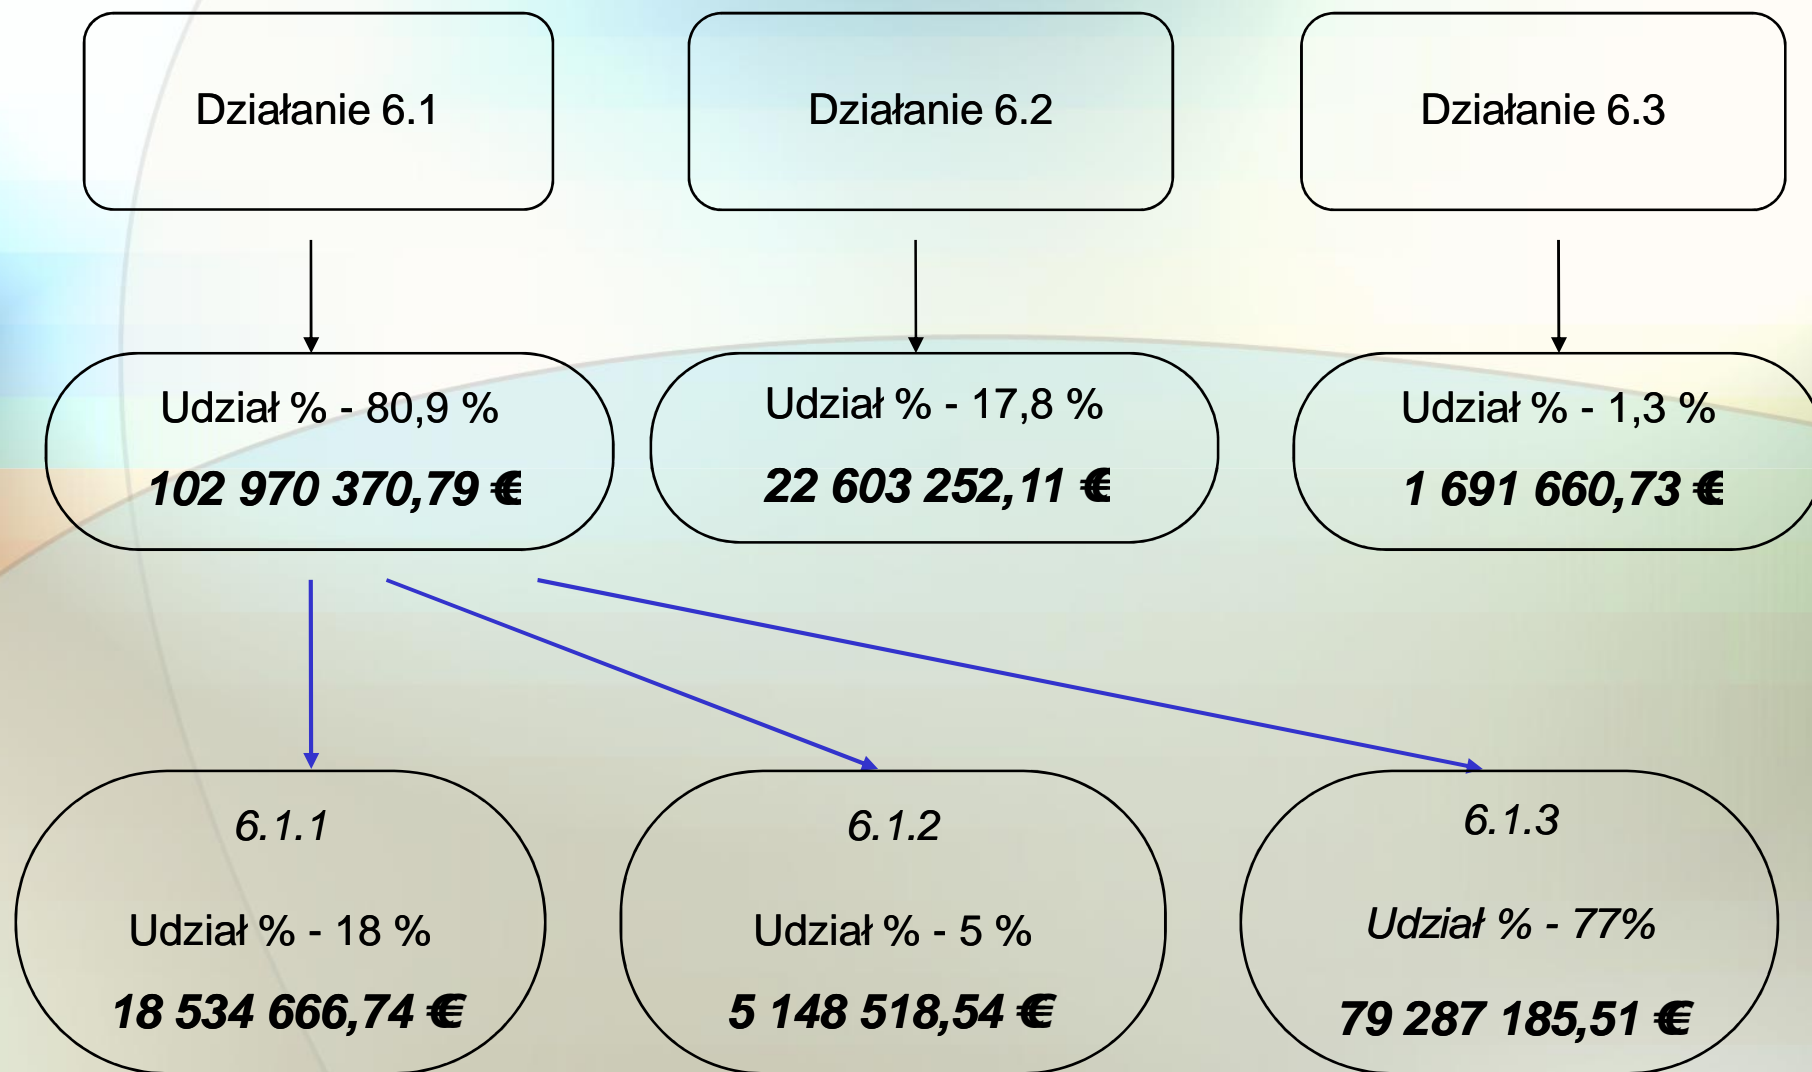 Działanie 6.1
Działanie 6.2
Działanie 6.3
Udział % - 80,9 %
102 970 370,79 €
Udział % - 17,8 %
22 603 252,11 €
Udział % - 1,3 %
1 691 660,73 €
6.1.1
Udział % - 18 %
18 534 666,74 €
6.1.2
Udział % - 5 %
5 148 518,54 €
6.1.3
Udział % - 77%
79 287 185,51 €